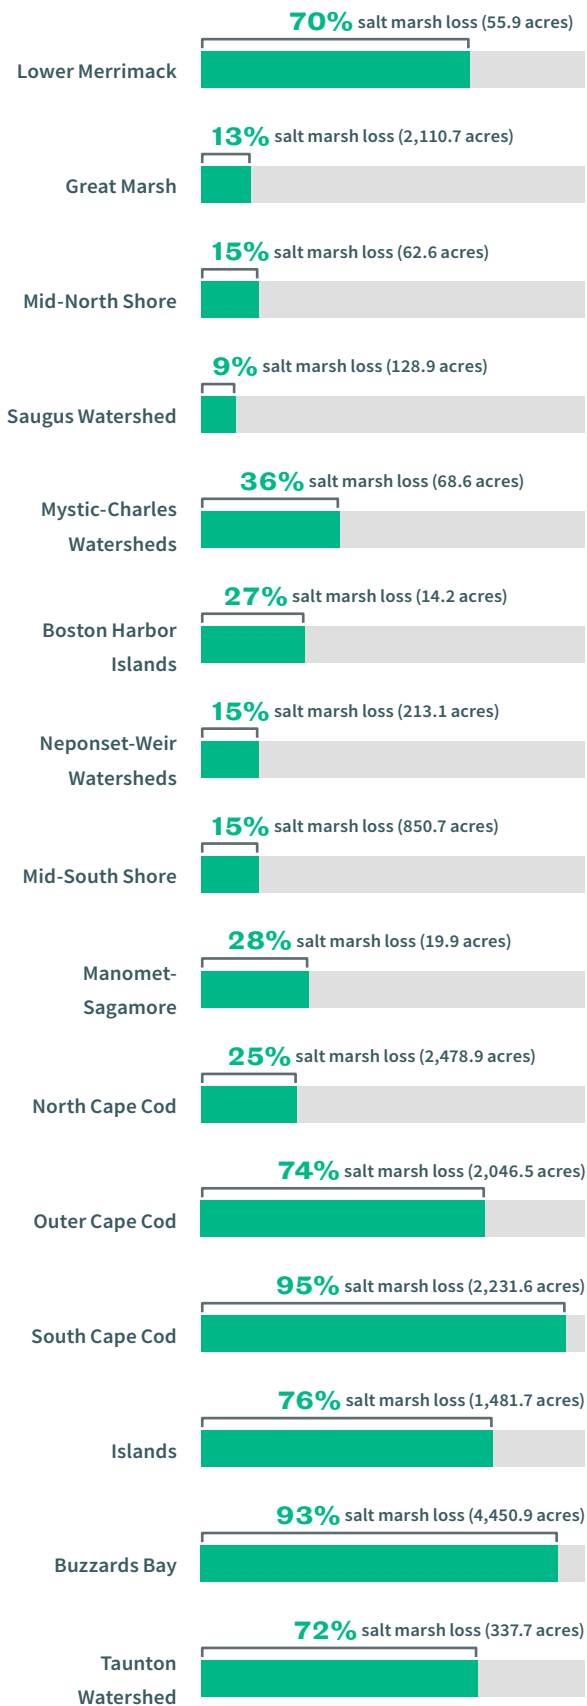 70% salt marsh loss (55.9 acres)
Lower Merrimack
13% salt marsh loss (2,110.7 acres)
Great Marsh
15% salt marsh loss (62.6 acres)
Mid-North Shore
9% salt marsh loss (128.9 acres)
Saugus Watershed
36% salt marsh loss (68.6 acres)
Mystic-Charles
Watersheds
27% salt marsh loss (14.2 acres)
Boston Harbor
Islands
15% salt marsh loss (213.1 acres)
Neponset-Weir
Watersheds
15% salt marsh loss (850.7 acres)
Mid-South Shore
28% salt marsh loss (19.9 acres)
Manomet-
Sagamore
25% salt marsh loss (2,478.9 acres)
North Cape Cod
74% salt marsh loss (2,046.5 acres)
Outer Cape Cod
95% salt marsh loss (2,231.6 acres)
South Cape Cod
76% salt marsh loss (1,481.7 acres)
Islands
93% salt marsh loss (4,450.9 acres)
Buzzards Bay
72% salt marsh loss (337.7 acres)
Taunton
Watershed